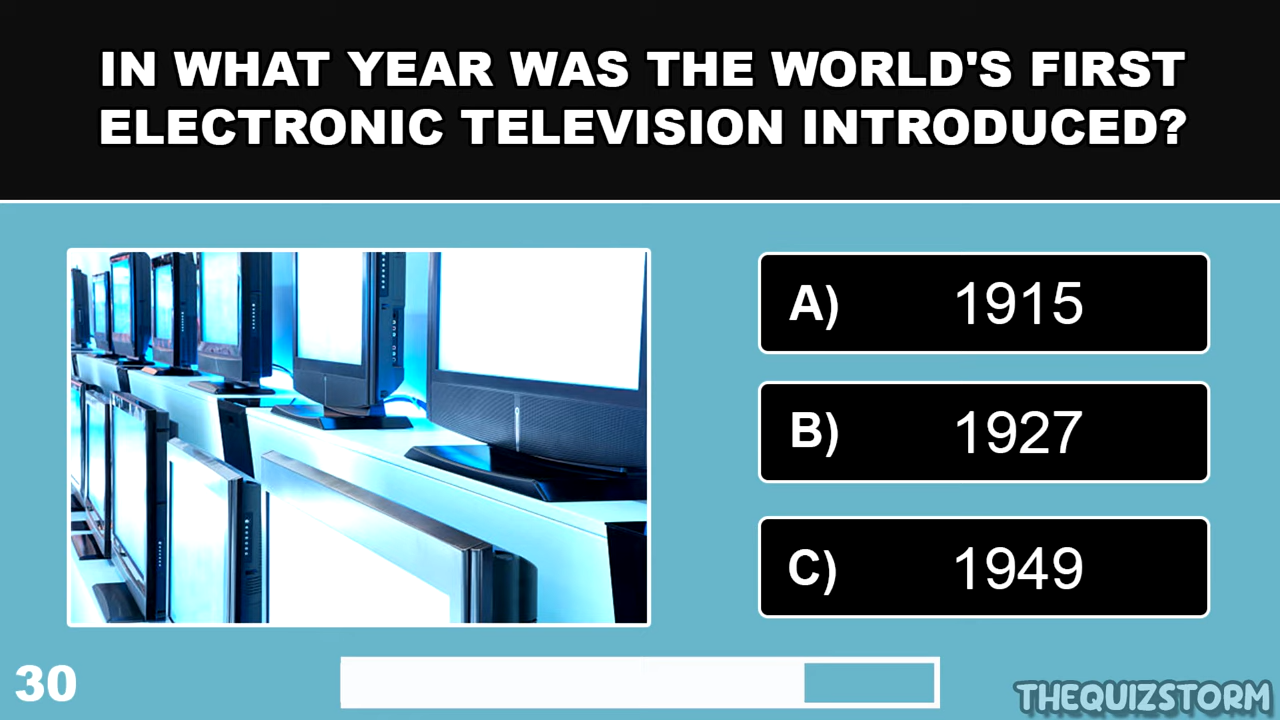 IN WHAT YEAR WAS THE WORLD'S FIRST
ELECTRONIC TELEVISION INTRODUCED?
A) 1915
B) 1927
C) 1949
30
THEQUIZSTORM